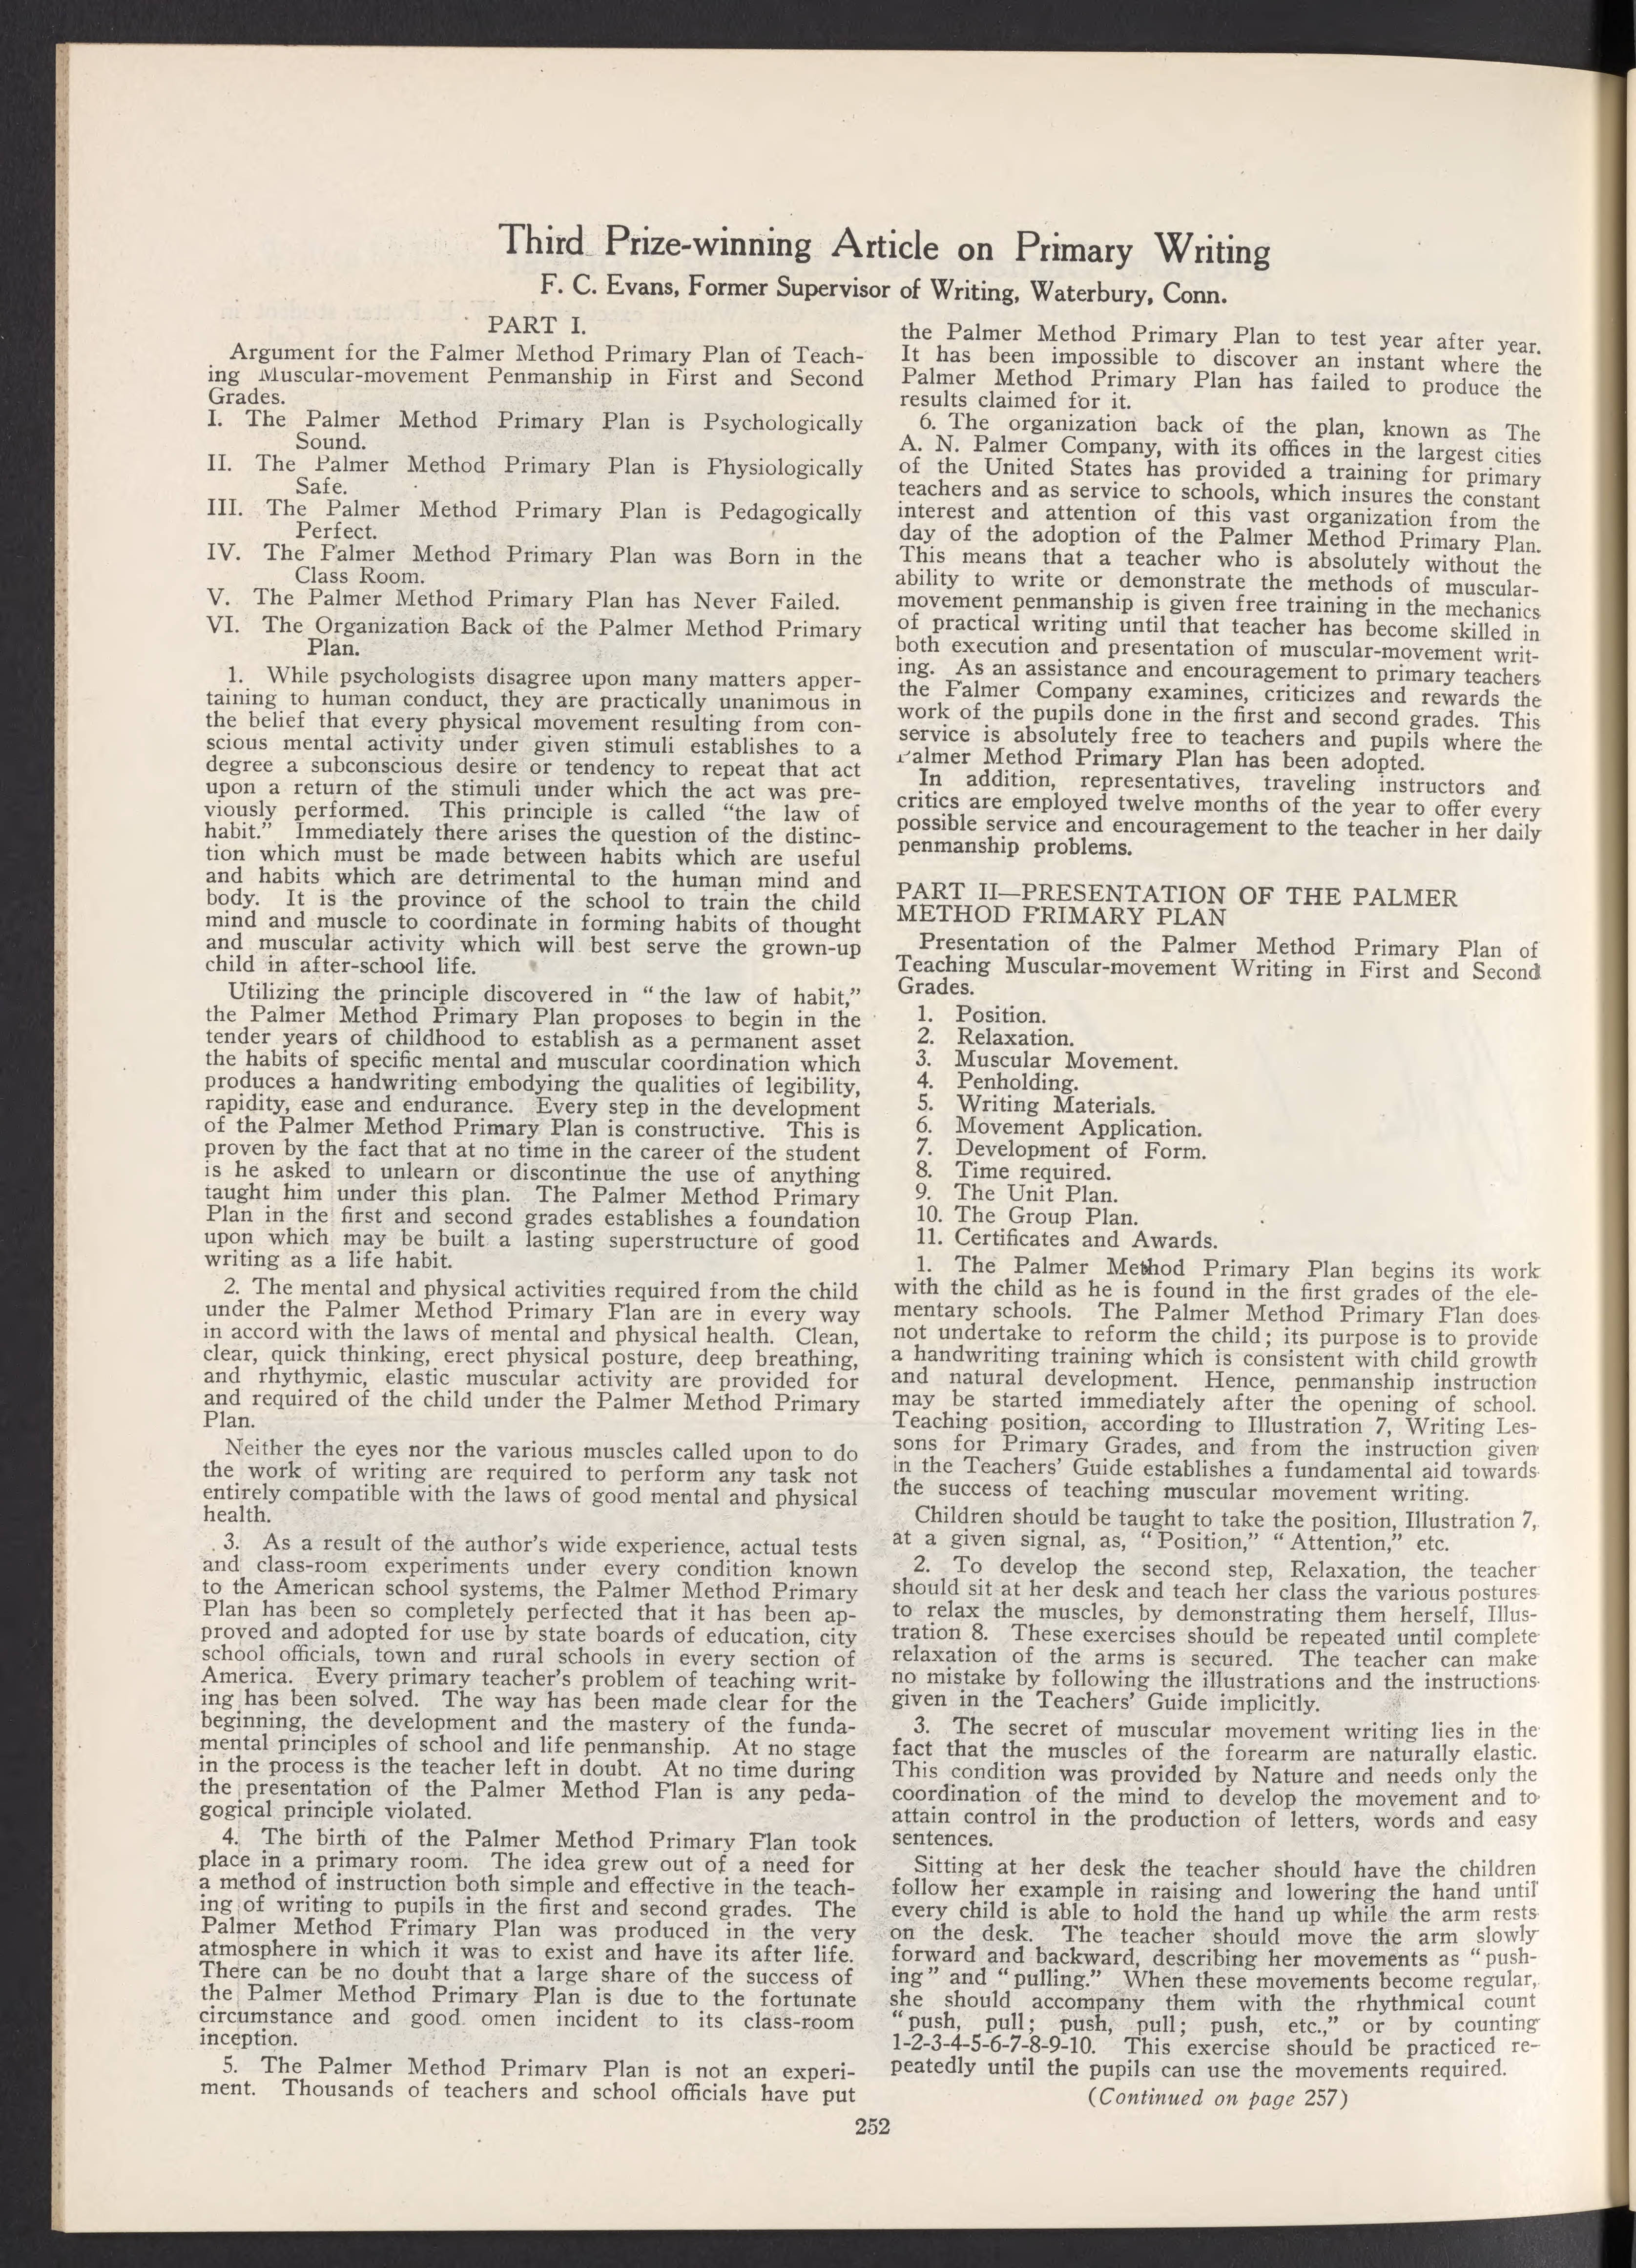 Third Prize-winning Article on Primary Writing
F. C. Evans, Former Supervisor of Writing, Waterbury, Conn.
PART I.
Argument for the Palmer Method Primary Plan of Teach-
ing Muscular-movement Penmanship in First and Second
Grades.
I. The Palmer Method Primary Plan is Psychologically
Sound.
II. The Palmer Method Primary Plan is Physiologically
Safe.
III. The Palmer Method Primary Plan is Pedagogically
Perfect.
IV. The Palmer Method Primary Plan was Born in the
Class Room.
V. The Palmer Method Primary Plan has Never Failed.
VI. The Organization Back of the Palmer Method Primary
Plan.
1. While psychologists disagree upon many matters apper-
taining to human conduct, they are practically unanimous in
the belief that every physical movement resulting from con-
scious mental activity under given stimuli establishes to a
degree a subconscious desire or tendency to repeat that act
upon a return of the stimuli under which the act was pre-
viously performed. This principle is called “the law of
habit.” Immediately there arises the question of the distinc-
tion which must be made between habits which are useful
and habits which are detrimental to the human mind and
body. It is the province of the school to train the child
mind and muscle to coordinate in forming habits of thought
and muscular activity which will best serve the grown-up
child in after-school life.
Utilizing the principle discovered in “the law of habit,”
the Palmer Method Primary Plan proposes to begin in the
tender years of childhood to establish as a permanent asset
the habits of specific mental and muscular coordination which
produces a handwriting embodying the qualities of legibility,
rapidity, ease and endurance. Every step in the development
of the Palmer Method Primary Plan is constructive. This is
proven by the fact that at no time in the career of the student
is he asked to unlearn or discontinue the use of anything
taught him under this plan. The Palmer Method Primary
Plan in the first and second grades establishes a foundation
upon which may be built a lasting superstructure of good
writing as a life habit.
2. The mental and physical activities required from the child
under the Palmer Method Primary Plan are in every way
in accord with the laws of mental and physical health. Clean,
clear, quick thinking, erect physical posture, deep breathing,
and rhythymic, elastic muscular activity are provided for
and required of the child under the Palmer Method Primary
Plan.
Neither the eyes nor the various muscles called upon to do
the work of writing are required to perform any task not
entirely compatible with the laws of good mental and physical
health.
3. As a result of the author’s wide experience, actual tests
and class-room experiments under every condition known
to the American school systems, the Palmer Method Primary
Plan has been so completely perfected that it has been ap-
proved and adopted for use by state boards of education, city
school officials, town and rural schools in every section of
America. Every primary teacher’s problem of teaching writ-
ing has been solved. The way has been made clear for the
beginning, the development and the mastery of the funda-
mental principles of school and life penmanship. At no stage
in the process is the teacher left in doubt. At no time during
the presentation of the Palmer Method Plan is any peda-
gogical principle violated.
4. The birth of the Palmer Method Primary Plan took
place in a primary room. The idea grew out of a need for
a method of instruction both simple and effective in the teach-
ing of writing to pupils in the first and second grades. The
Palmer Method Primary Plan was produced in the very
atmosphere in which it was to exist and have its after life.
There can be no doubt that a large share of the success of
the Palmer Method Primary Plan is due to the fortunate
circumstance and good omen incident to its class-room
inception.
5. The Palmer Method Primary Plan is not an experi-
ment. Thousands of teachers and school officials have put
the Palmer Method Primary Plan to test year after year.
It has been impossible to discover an instant where the
Palmer Method Primary Plan has failed to produce the
results claimed for it.
6. The organization back of the plan, known as The
A. N. Palmer Company, with its offices in the largest cities
of the United States has provided a training for primary
teachers and as service to schools, which insures the constant
interest and attention of this vast organization from the
day of the adoption of the Palmer Method Primary Plan.
This means that a teacher who is absolutely without the
ability to write or demonstrate the methods of muscular-
movement penmanship is given free training in the mechanics
of practical writing until that teacher has become skilled in
both execution and presentation of muscular-movement writ-
ing. As an assistance and encouragement to primary teachers
the Palmer Company examines, criticizes and rewards the
work of the pupils done in the first and second grades. This
service is absolutely free to teachers and pupils where the
Palmer Method Primary Plan has been adopted.
In addition, representatives, traveling instructors and
critics are employed twelve months of the year to offer every
possible service and encouragement to the teacher in her daily
penmanship problems.
PART II—PRESENTATION OF THE PALMER
METHOD PRIMARY PLAN
Presentation of the Palmer Method Primary Plan of
Teaching Muscular-movement Writing in First and Second
Grades.
1. Position.
2. Relaxation.
3. Muscular Movement.
4. Penholding.
5. Writing Materials.
6. Movement Application.
7. Development of Form.
8. Time required.
9. The Unit Plan.
10. The Group Plan.
11. Certificates and Awards.
1. The Palmer Method Primary Plan begins its work
with the child as he is found in the first grades of the ele-
mentary schools. The Palmer Method Primary Plan does
not undertake to reform the child; its purpose is to provide
a handwriting training which is consistent with child growth
and natural development. Hence, penmanship instruction
may be started immediately after the opening of school.
Teaching position, according to Illustration 7, Writing Les-
sons for Primary Grades, and from the instruction given
in the Teachers’ Guide establishes a fundamental aid towards
the success of teaching muscular movement writing.
Children should be taught to take the position, Illustration 7,
at a given signal, as, “Position,” “Attention,” etc.
2. To develop the second step, Relaxation, the teacher
should sit at her desk and teach her class the various postures
to relax the muscles, by demonstrating them herself, Illus-
tration 8. These exercises should be repeated until complete
relaxation of the arms is secured. The teacher can make
no mistake by following the illustrations and the instructions
given in the Teachers’ Guide implicitly.
3. The secret of muscular movement writing lies in the
fact that the muscles of the forearm are naturally elastic.
This condition was provided by Nature and needs only the
coordination of the mind to develop the movement and to
attain control in the production of letters, words and easy
sentences.
Sitting at her desk the teacher should have the children
follow her example in raising and lowering the hand until
every child is able to hold the hand up while the arm rests
on the desk. The teacher should move the arm slowly
forward and backward, describing her movements as “push-
ing” and “pulling.” When these movements become regular,
she should accompany them with the rhythmical count
“push, pull; push, pull; push, etc.,” or by counting
1-2-3-4-5-6-7-8-9-10. This exercise should be practiced re-
peatedly until the pupils can use the movements required.
(Continued on page 257)
252